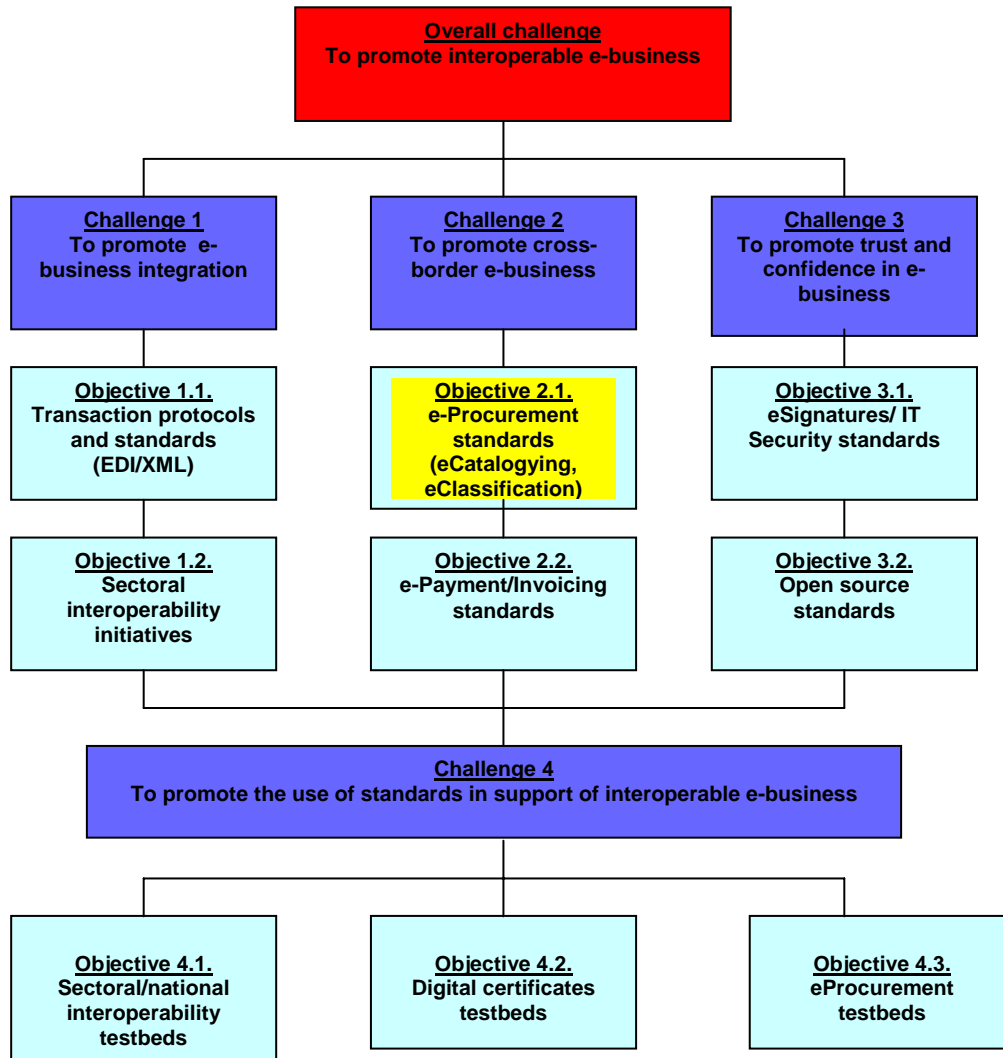 Overall challenge
To promote interoperable e-business
Challenge 1
To promote e-
business integration
Challenge 2
To promote cross-
border e-business
Challenge 3
To promote trust and
confidence in e-
business
Objective 1.1.
Transaction protocols
and standards
(EDI/XML)
Objective 2.1.
e-Procurement
standards
(eCatalogying,
eClassification)
Objective 3.1.
eSignatures/ IT
Security standards
Objective 1.2.
Sectoral
interoperability
initiatives
Objective 2.2.
e-Payment/Invoicing
standards
Objective 3.2.
Open source
standards
Challenge 4
To promote the use of standards in support of interoperable e-business
Objective 4.1.
Sectoral/national
interoperability
testbeds
Objective 4.2.
Digital certificates
testbeds
Objective 4.3.
eProcurement
testbeds